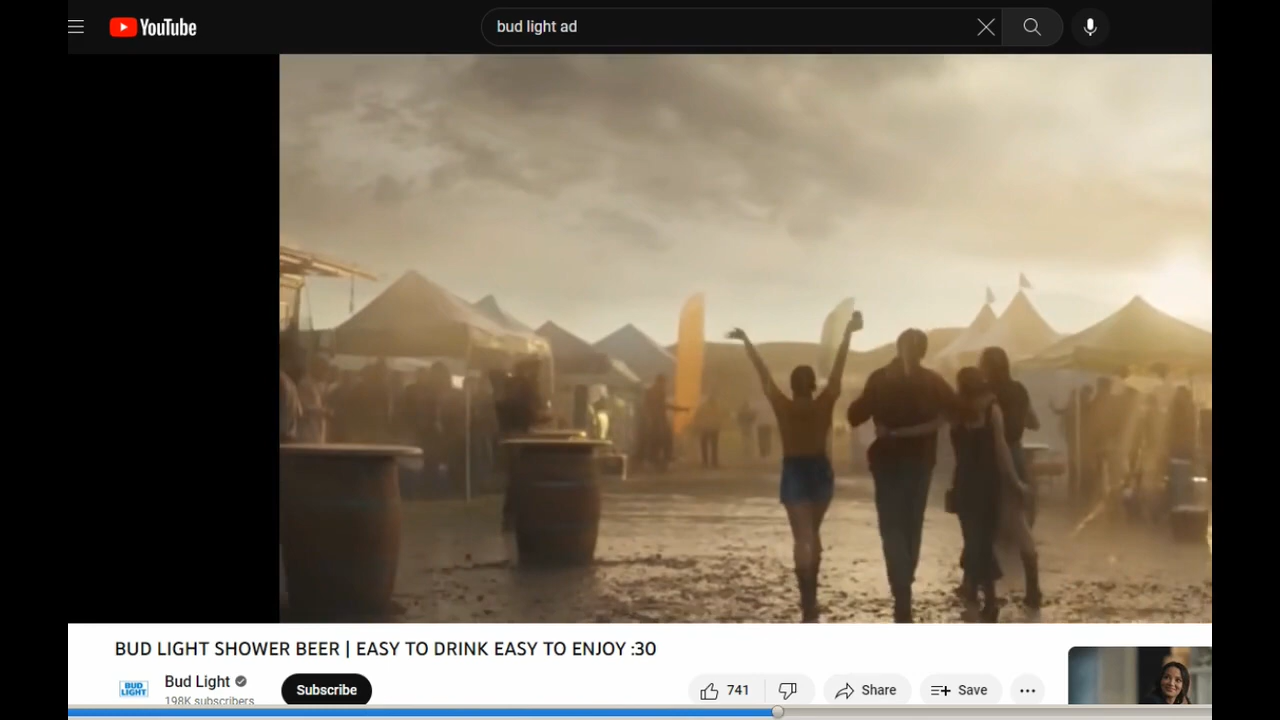 YouTube
bud light ad
BUD LIGHT SHOWER BEER | EASY TO DRINK EASY TO ENJOY :30
BUD
LIGHT
Bud Light
198K subscribers
Subscribe
741
Share
Save